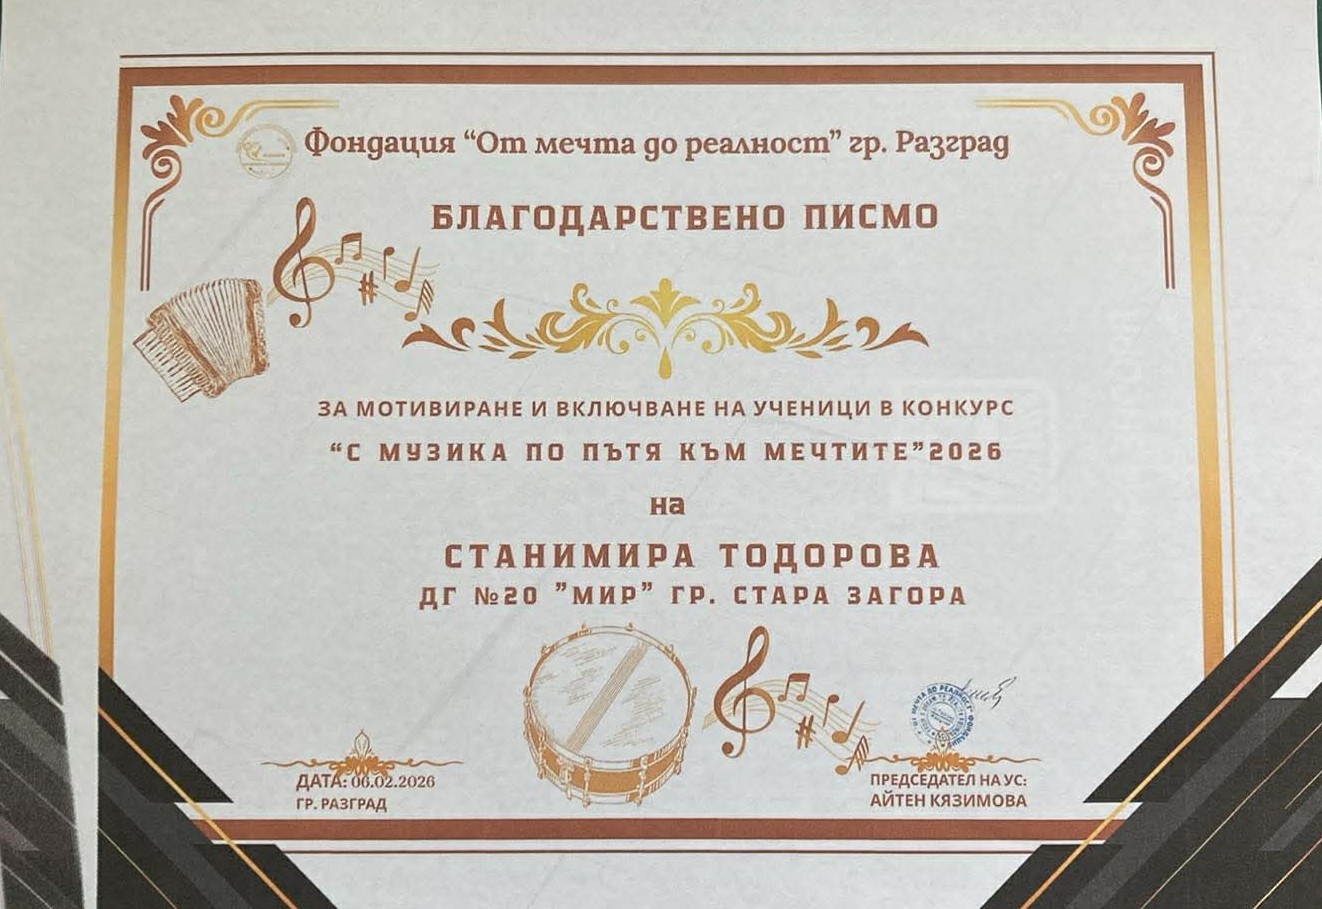 Фондация “От мечта до реалност” гр. Разград
БЛАГОДАРСТВЕНО ПИСМО
ЗА МОТИВИРАНЕ И ВКЛЮЧВАНЕ НА УЧЕНИЦИ В КОНКУРС
“С МУЗИКА ПО ПЪТЯ КЪМ МЕЧТИТЕ”2026
на
СТАНИМИРА ТОДОРОВА
ДГ №20 ”МИР” ГР. СТАРА ЗАГОРА
ДАТА: 06.02.2026
ГР. РАЗГРАД
ПРЕДСЕДАТЕЛ НА УС:
АЙТЕН КЯЗИМОВА